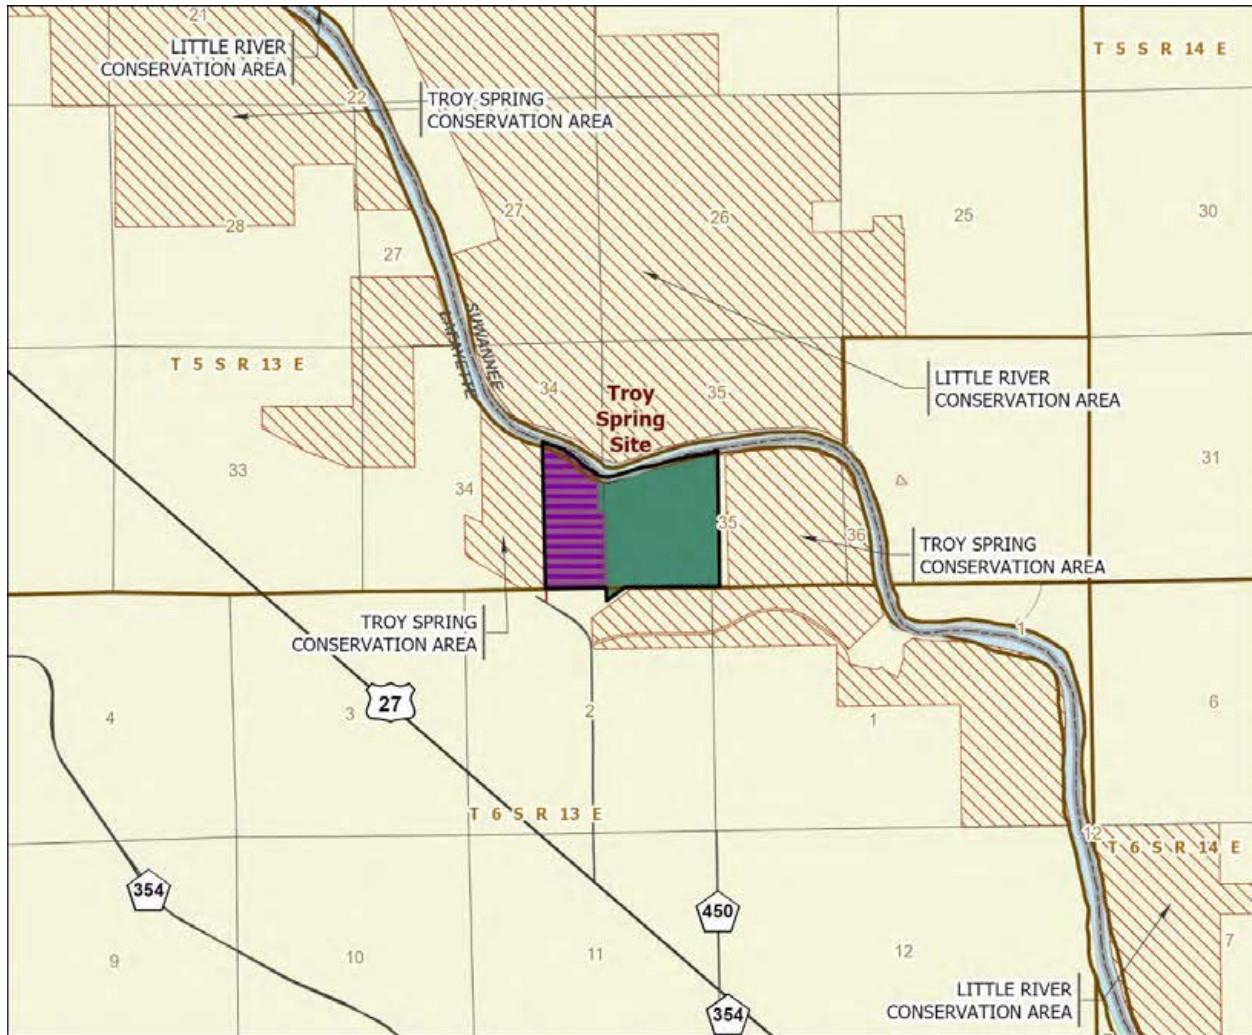 21
LITTLE RIVER
CONSERVATION AREA
T 5 S R 14 E
22
TROY SPRING
CONSERVATION AREA
28
27
27
26
25
30
SUWANNEE
LAFAYETTE
T 5 S R 13 E
34
35
Troy
Spring
Site
LITTLE RIVER
CONSERVATION AREA
33
34
31
35
36
TROY SPRING
CONSERVATION AREA
TROY SPRING
CONSERVATION AREA
1
27
4
3
2
1
6
T 6 S R 13 E
12
T 6 S R 14 E
354
450
9
10
11
12
7
LITTLE RIVER
CONSERVATION AREA
354